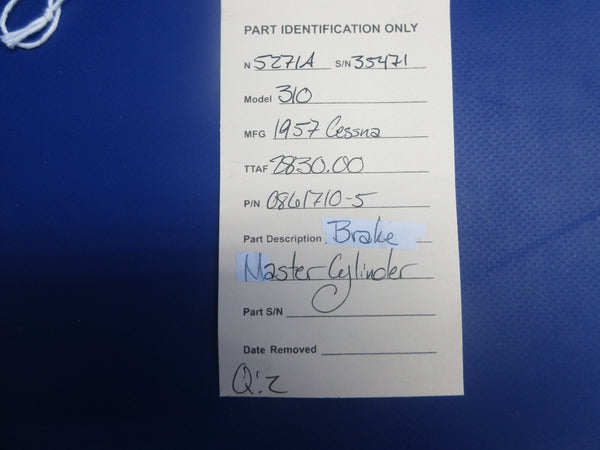 PART IDENTIFICATION ONLY
N 5271A S/N 35471
Model 310
MFG 1957 Cessna
TTAF 2830.00
P/N 0861710-5
Part Description Brake
Master Cylinder
Part S/N
Date Removed
Q:2